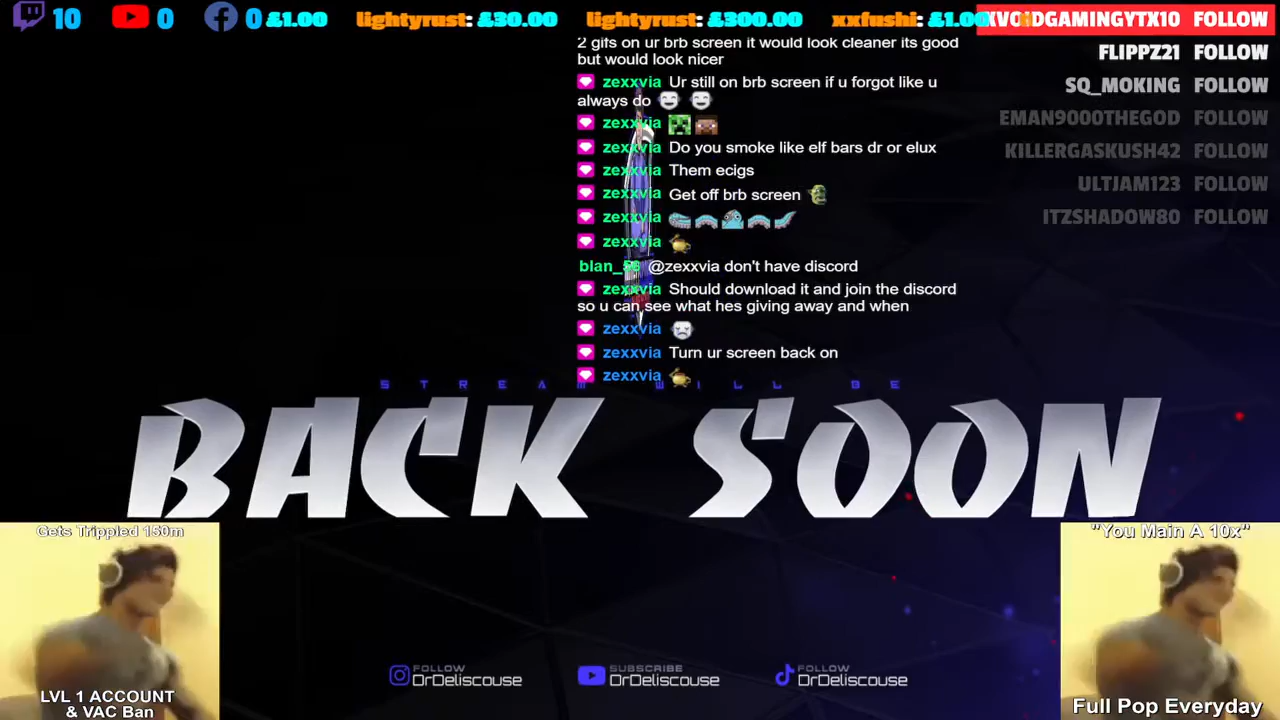 10 0 0
£1.00 lightyrust: £30.00 lightyrust: £300.00 xxfushi: £1.00
XVOIDGAMINGYTX10 FOLLOW
FLIPPZ21 FOLLOW
SQ_MOKING FOLLOW
EMAN9000THEGOD FOLLOW
KILLERGASKUSH42 FOLLOW
ULTJAM123 FOLLOW
ITZSHADOW80 FOLLOW
2 gifs on ur brb screen it would look cleaner its good
but would look nicer
zexxvia Ur still on brb screen if u forgot like u
always do
zexxvia
zexxvia Do you smoke like elf bars dr or elux
zexxvia Them ecigs
zexxvia Get off brb screen
zexxvia
zexxvia
@zexxvia don't have discord
zexxvia Should download it and join the discord
so u can see what hes giving away and when
zexxvia
zexxvia Turn ur screen back on
zexxvia
STREAM WILL BE
BACK SOON
Gets Trippled 150m
LVL 1 ACCOUNT
& VAC Ban
"You Main A 10x"
Full Pop Everyday
FOLLOW
DrDeliscouse
SUBSCRIBE
DrDeliscouse
FOLLOW
DrDeliscouse